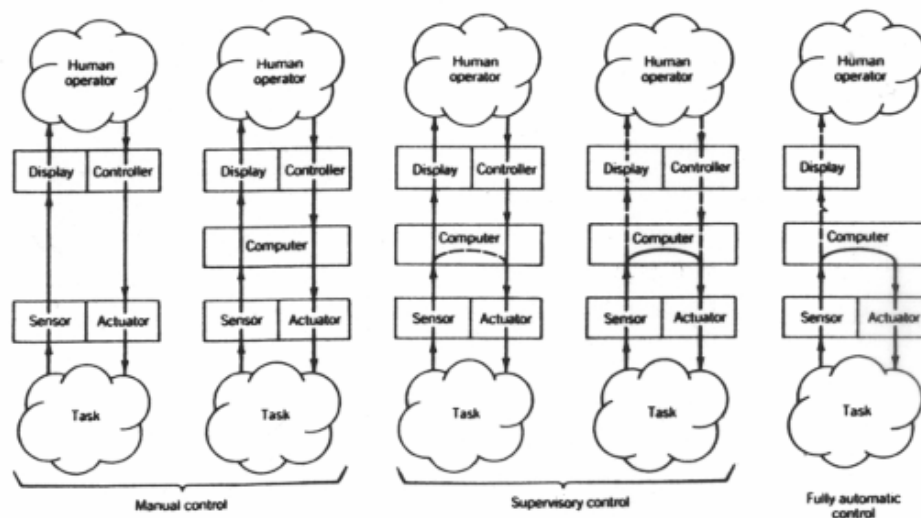 Human operator
Human operator
Human operator
Human operator
Human operator
Display Controller
Display Controller
Display Controller
Display Controller
Display
Computer
Computer
Computer
Computer
Sensor Actuator
Sensor Actuator
Sensor Actuator
Sensor Actuator
Sensor Actuator
Task
Task
Task
Task
Task
Manual control
Supervisory control
Fully automatic
control